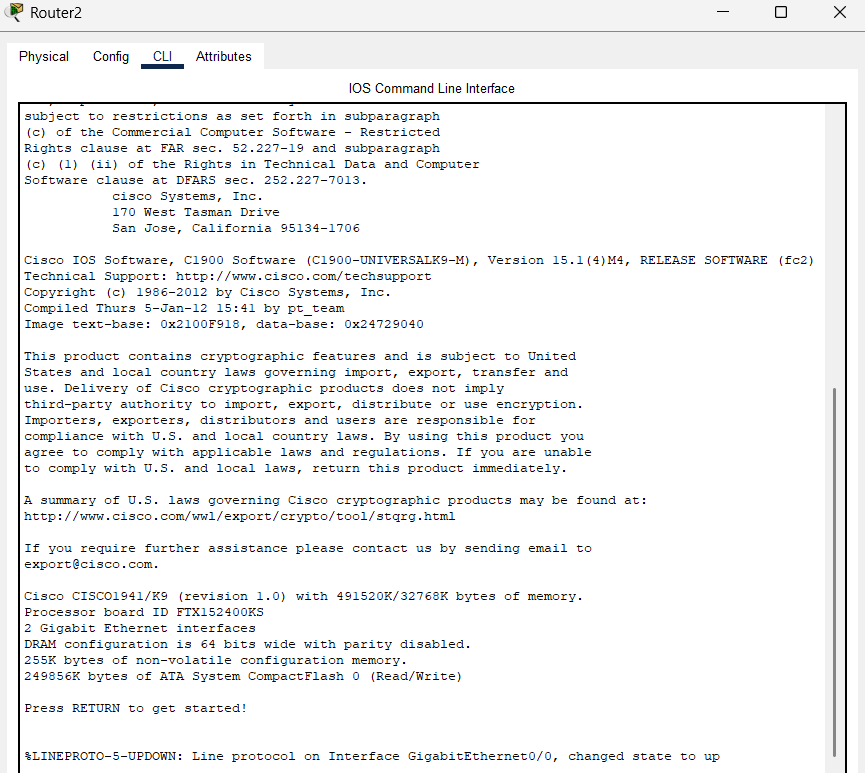 Router2
Physical Config CLI Attributes
IOS Command Line Interface
subject to restrictions as set forth in subparagraph
(c) of the Commercial Computer Software - Restricted
Rights clause at FAR sec. 52.227-19 and subparagraph
(c) (1) (ii) of the Rights in Technical Data and Computer
Software clause at DFARS sec. 252.227-7013.
cisco Systems, Inc.
170 West Tasman Drive
San Jose, California 95134-1706
Cisco IOS Software, C1900 Software (C1900-UNIVERSALK9-M), Version 15.1(4)M4, RELEASE SOFTWARE (fc2)
Technical Support: http://www.cisco.com/techsupport
Copyright (c) 1986-2012 by Cisco Systems, Inc.
Compiled Thurs 5-Jan-12 15:41 by pt_team
Image text-base: 0x2100F918, data-base: 0x24729040
This product contains cryptographic features and is subject to United
States and local country laws governing import, export, transfer and
use. Delivery of Cisco cryptographic products does not imply
third-party authority to import, export, distribute or use encryption.
Importers, exporters, distributors and users are responsible for
compliance with U.S. and local country laws. By using this product you
agree to comply with applicable laws and regulations. If you are unable
to comply with U.S. and local laws, return this product immediately.
A summary of U.S. laws governing Cisco cryptographic products may be found at:
http://www.cisco.com/wwl/export/crypto/tool/stqrg.html
If you require further assistance please contact us by sending email to
export@cisco.com.
Cisco CISCO1941/K9 (revision 1.0) with 491520K/32768K bytes of memory.
Processor board ID FTX152400KS
2 Gigabit Ethernet interfaces
DRAM configuration is 64 bits wide with parity disabled.
255K bytes of non-volatile configuration memory.
249856K bytes of ATA System CompactFlash 0 (Read/Write)
Press RETURN to get started!
%LINEPROTO-5-UPDOWN: Line protocol on Interface GigabitEthernet0/0, changed state to up